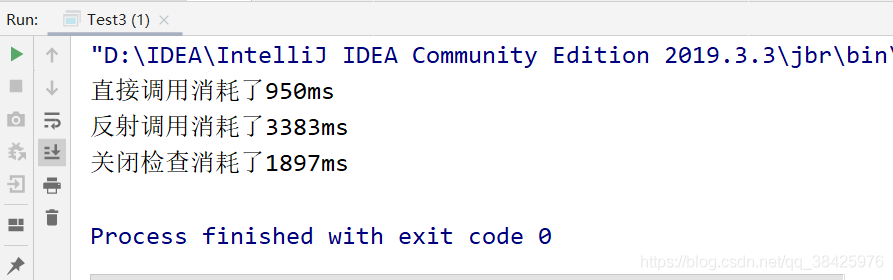 Run: Test3 (1) ×
"D:\IDEA\IntelliJ IDEA Community Edition 2019.3.3\jbr\bin\
直接调用消耗了950ms
反射调用消耗了3383ms
关闭检查消耗了1897ms
Process finished with exit code 0
https://blog.csdn.net/qq_38425976